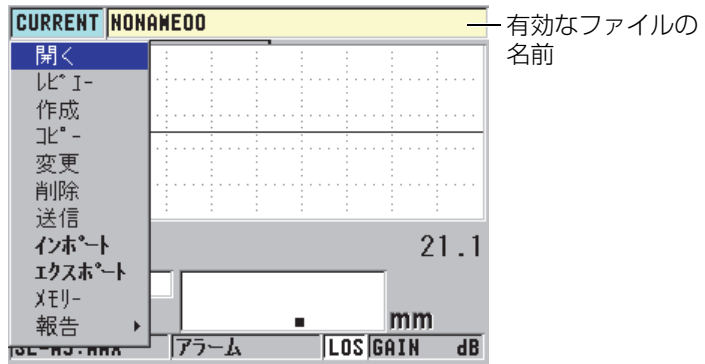 CURRENT NONAME00
有効なファイルの
名前
開く
ﾚﾋﾟｭｰ
作成
ｺﾋﾟｰ
変更
削除
送信
ｲﾝﾎﾟｰﾄ
ｴｸｽﾎﾟｰﾄ
ﾒﾓﾘｰ
報告
21.1
mm
アラーム LOS GAIN dB